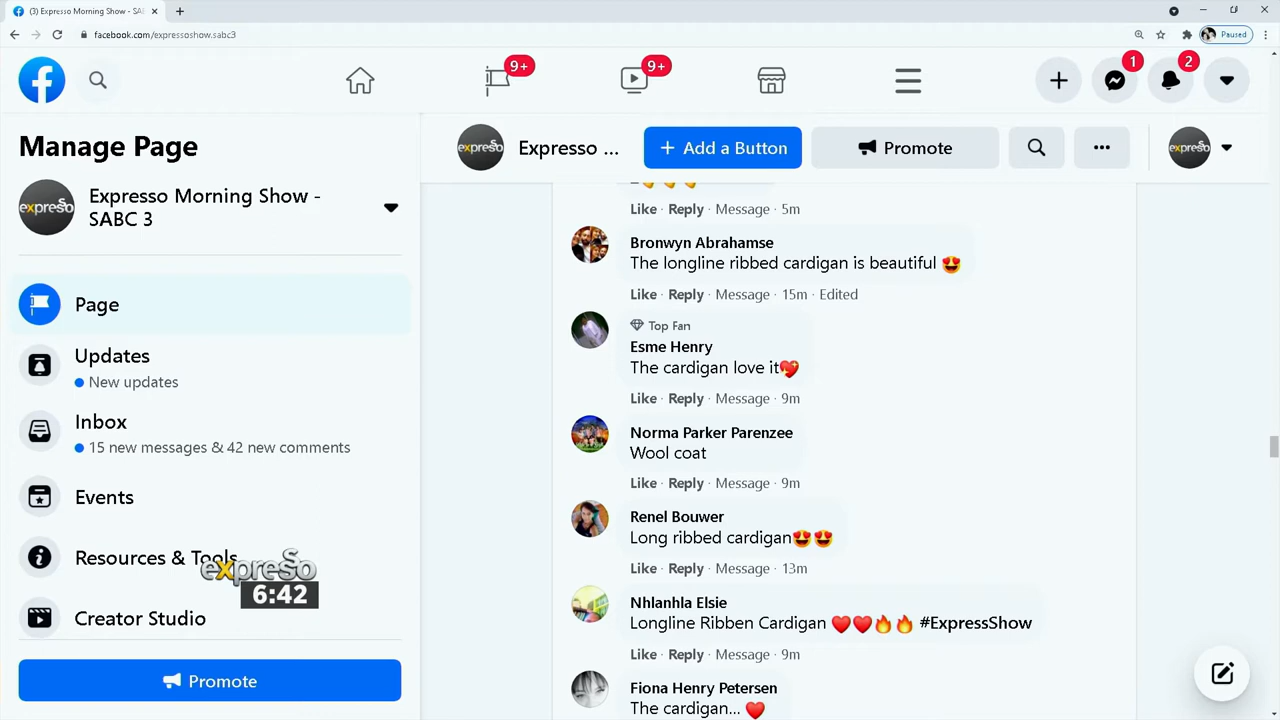 (3) Expresso Morning Show - SA
facebook.com/expressoshow.sabc3
Paused
9+
9+
1
2
Manage Page
expresso
Expresso ...
+ Add a Button
Promote
expresso
expresso
Expresso Morning Show -
SABC 3
Page
Updates
New updates
Inbox
15 new messages & 42 new comments
Events
Resources & Tools
Creator Studio
Promote
expresso
6:42
Like · Reply · Message · 5m
Bronwyn Abrahamse
The longline ribbed cardigan is beautiful 😍
Like · Reply · Message · 15m · Edited
Top Fan
Esme Henry
The cardigan love it💖
Like · Reply · Message · 9m
Norma Parker Parenzee
Wool coat
Like · Reply · Message · 9m
Renel Bouwer
Long ribbed cardigan😍😍
Like · Reply · Message · 13m
Nhlanhla Elsie
Longline Ribben Cardigan ❤️❤️🔥🔥 #ExpressShow
Like · Reply · Message · 9m
Fiona Henry Petersen
The cardigan... ❤️